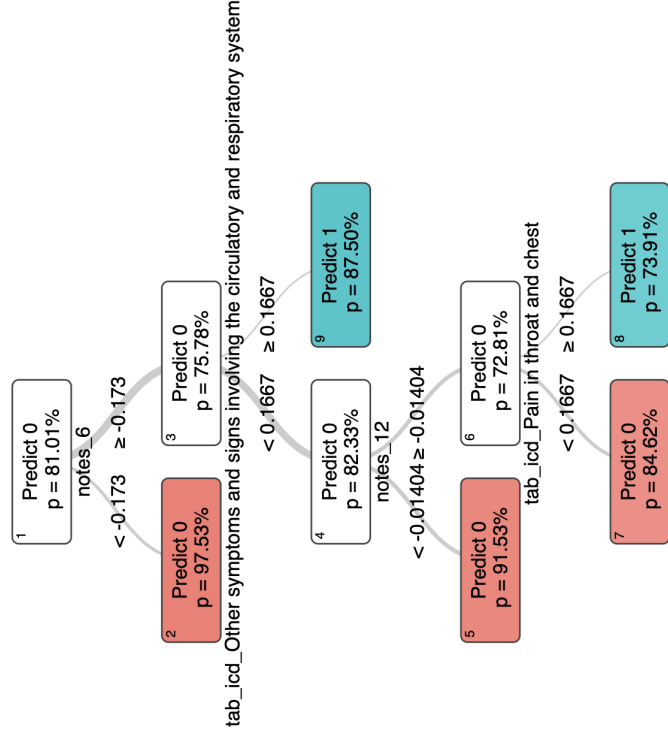 1
Predict 0
p = 81.01%
notes_6
< -0.173 ≥ -0.173
2
Predict 0
p = 97.53%
3
Predict 0
p = 75.78%
tab_icd_Other symptoms and signs involving the circulatory and respiratory system
< 0.1667 ≥ 0.1667
4
Predict 0
p = 82.33%
9
Predict 1
p = 87.50%
notes_12
< -0.01404 ≥ -0.01404
5
Predict 0
p = 91.53%
6
Predict 0
p = 72.81%
tab_icd_Pain in throat and chest
< 0.1667 ≥ 0.1667
7
Predict 0
p = 84.62%
8
Predict 1
p = 73.91%